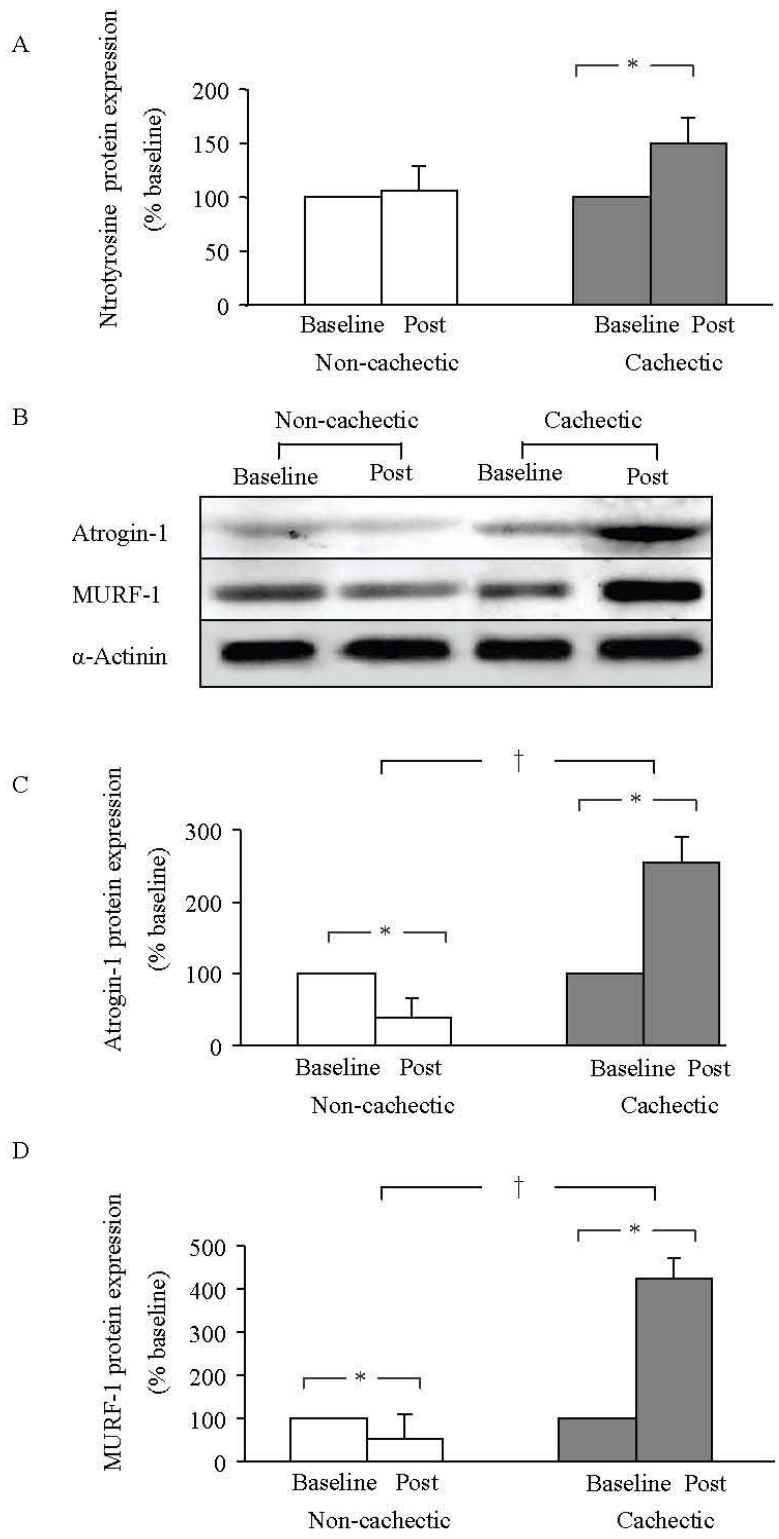 A
Ntrotyrosine protein expression
(% baseline)
*
200
150
100
50
0
Baseline Post
Baseline Post
Non-cachectic
Cachectic
B
Non-cachectic
Cachectic
Baseline
Post
Baseline
Post
Atrogin-1
MURF-1
α-Actinin
C
Atrogin-1 protein expression
(% baseline)
†
*
*
300
200
100
0
Baseline Post
Baseline Post
Non-cachectic
Cachectic
D
MURF-1 protein expression
(% baseline)
†
*
*
500
400
300
200
100
0
Baseline Post
Baseline Post
Non-cachectic
Cachectic